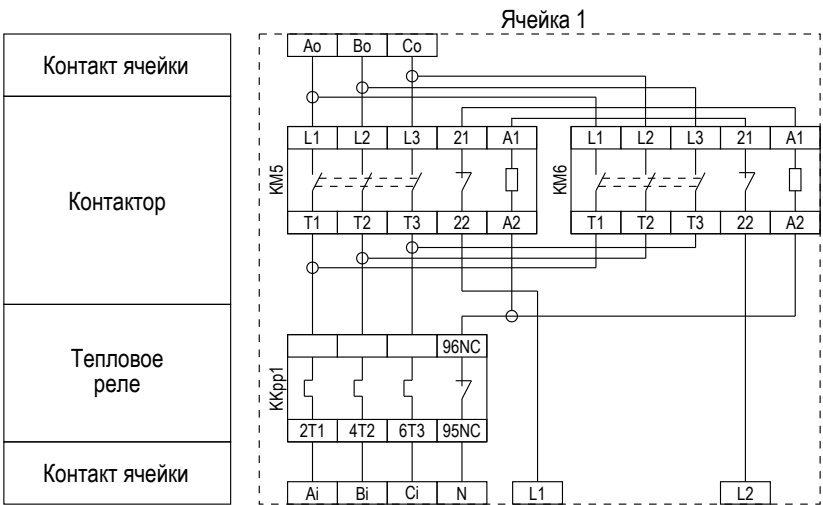 Ячейка 1
Контакт ячейки
Ao Bo Co
Контактор
KM5
L1 L2 L3 21 A1
T1 T2 T3 22 A2
KM6
L1 L2 L3 21 A1
T1 T2 T3 22 A2
Тепловое
реле
KKpp1
96NC
2T1 4T2 6T3 95NC
Контакт ячейки
Ai Bi Ci N L1 L2